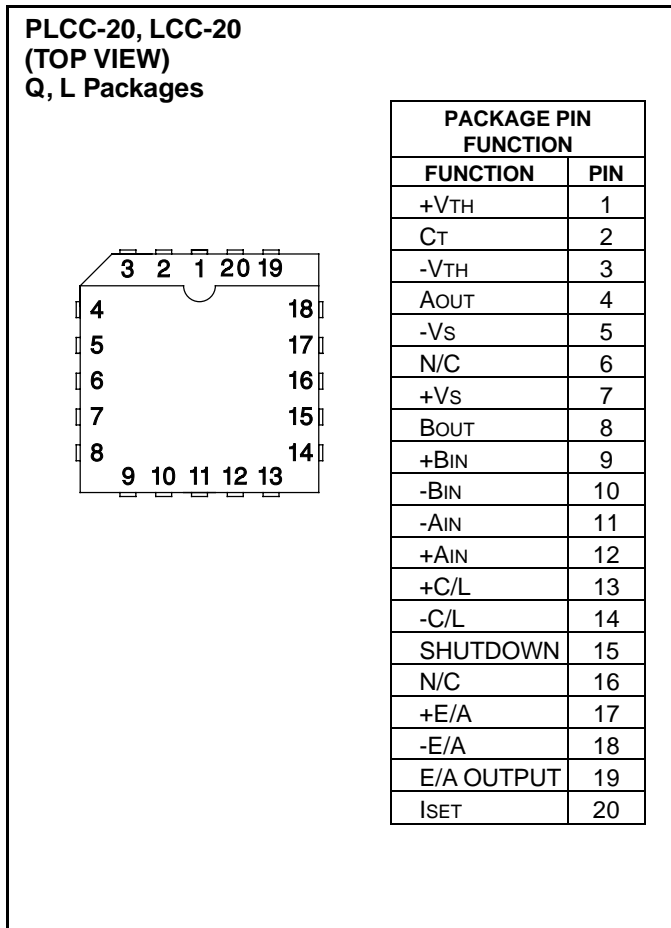 PLCC-20, LCC-20
(TOP VIEW)
Q, L Packages
3 2 1 20 19
4 18
5 17
6 16
7 15
8 14
9 10 11 12 13
PACKAGE PIN
FUNCTION
FUNCTION PIN
+VTH 1
CT 2
-VTH 3
AOUT 4
-VS 5
N/C 6
+VS 7
BOUT 8
+BIN 9
-BIN 10
-AIN 11
+AIN 12
+C/L 13
-C/L 14
SHUTDOWN 15
N/C 16
+E/A 17
-E/A 18
E/A OUTPUT 19
ISET 20